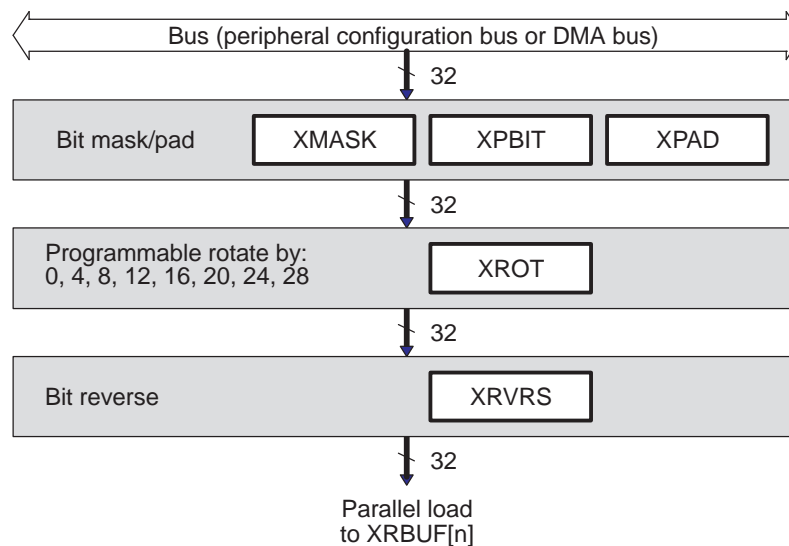 Bus (peripheral configuration bus or DMA bus)
32
Bit mask/pad XMASK XPBIT XPAD
32
Programmable rotate by:
0, 4, 8, 12, 16, 20, 24, 28
XROT
32
Bit reverse XRVRS
32
Parallel load
to XRBUF[n]